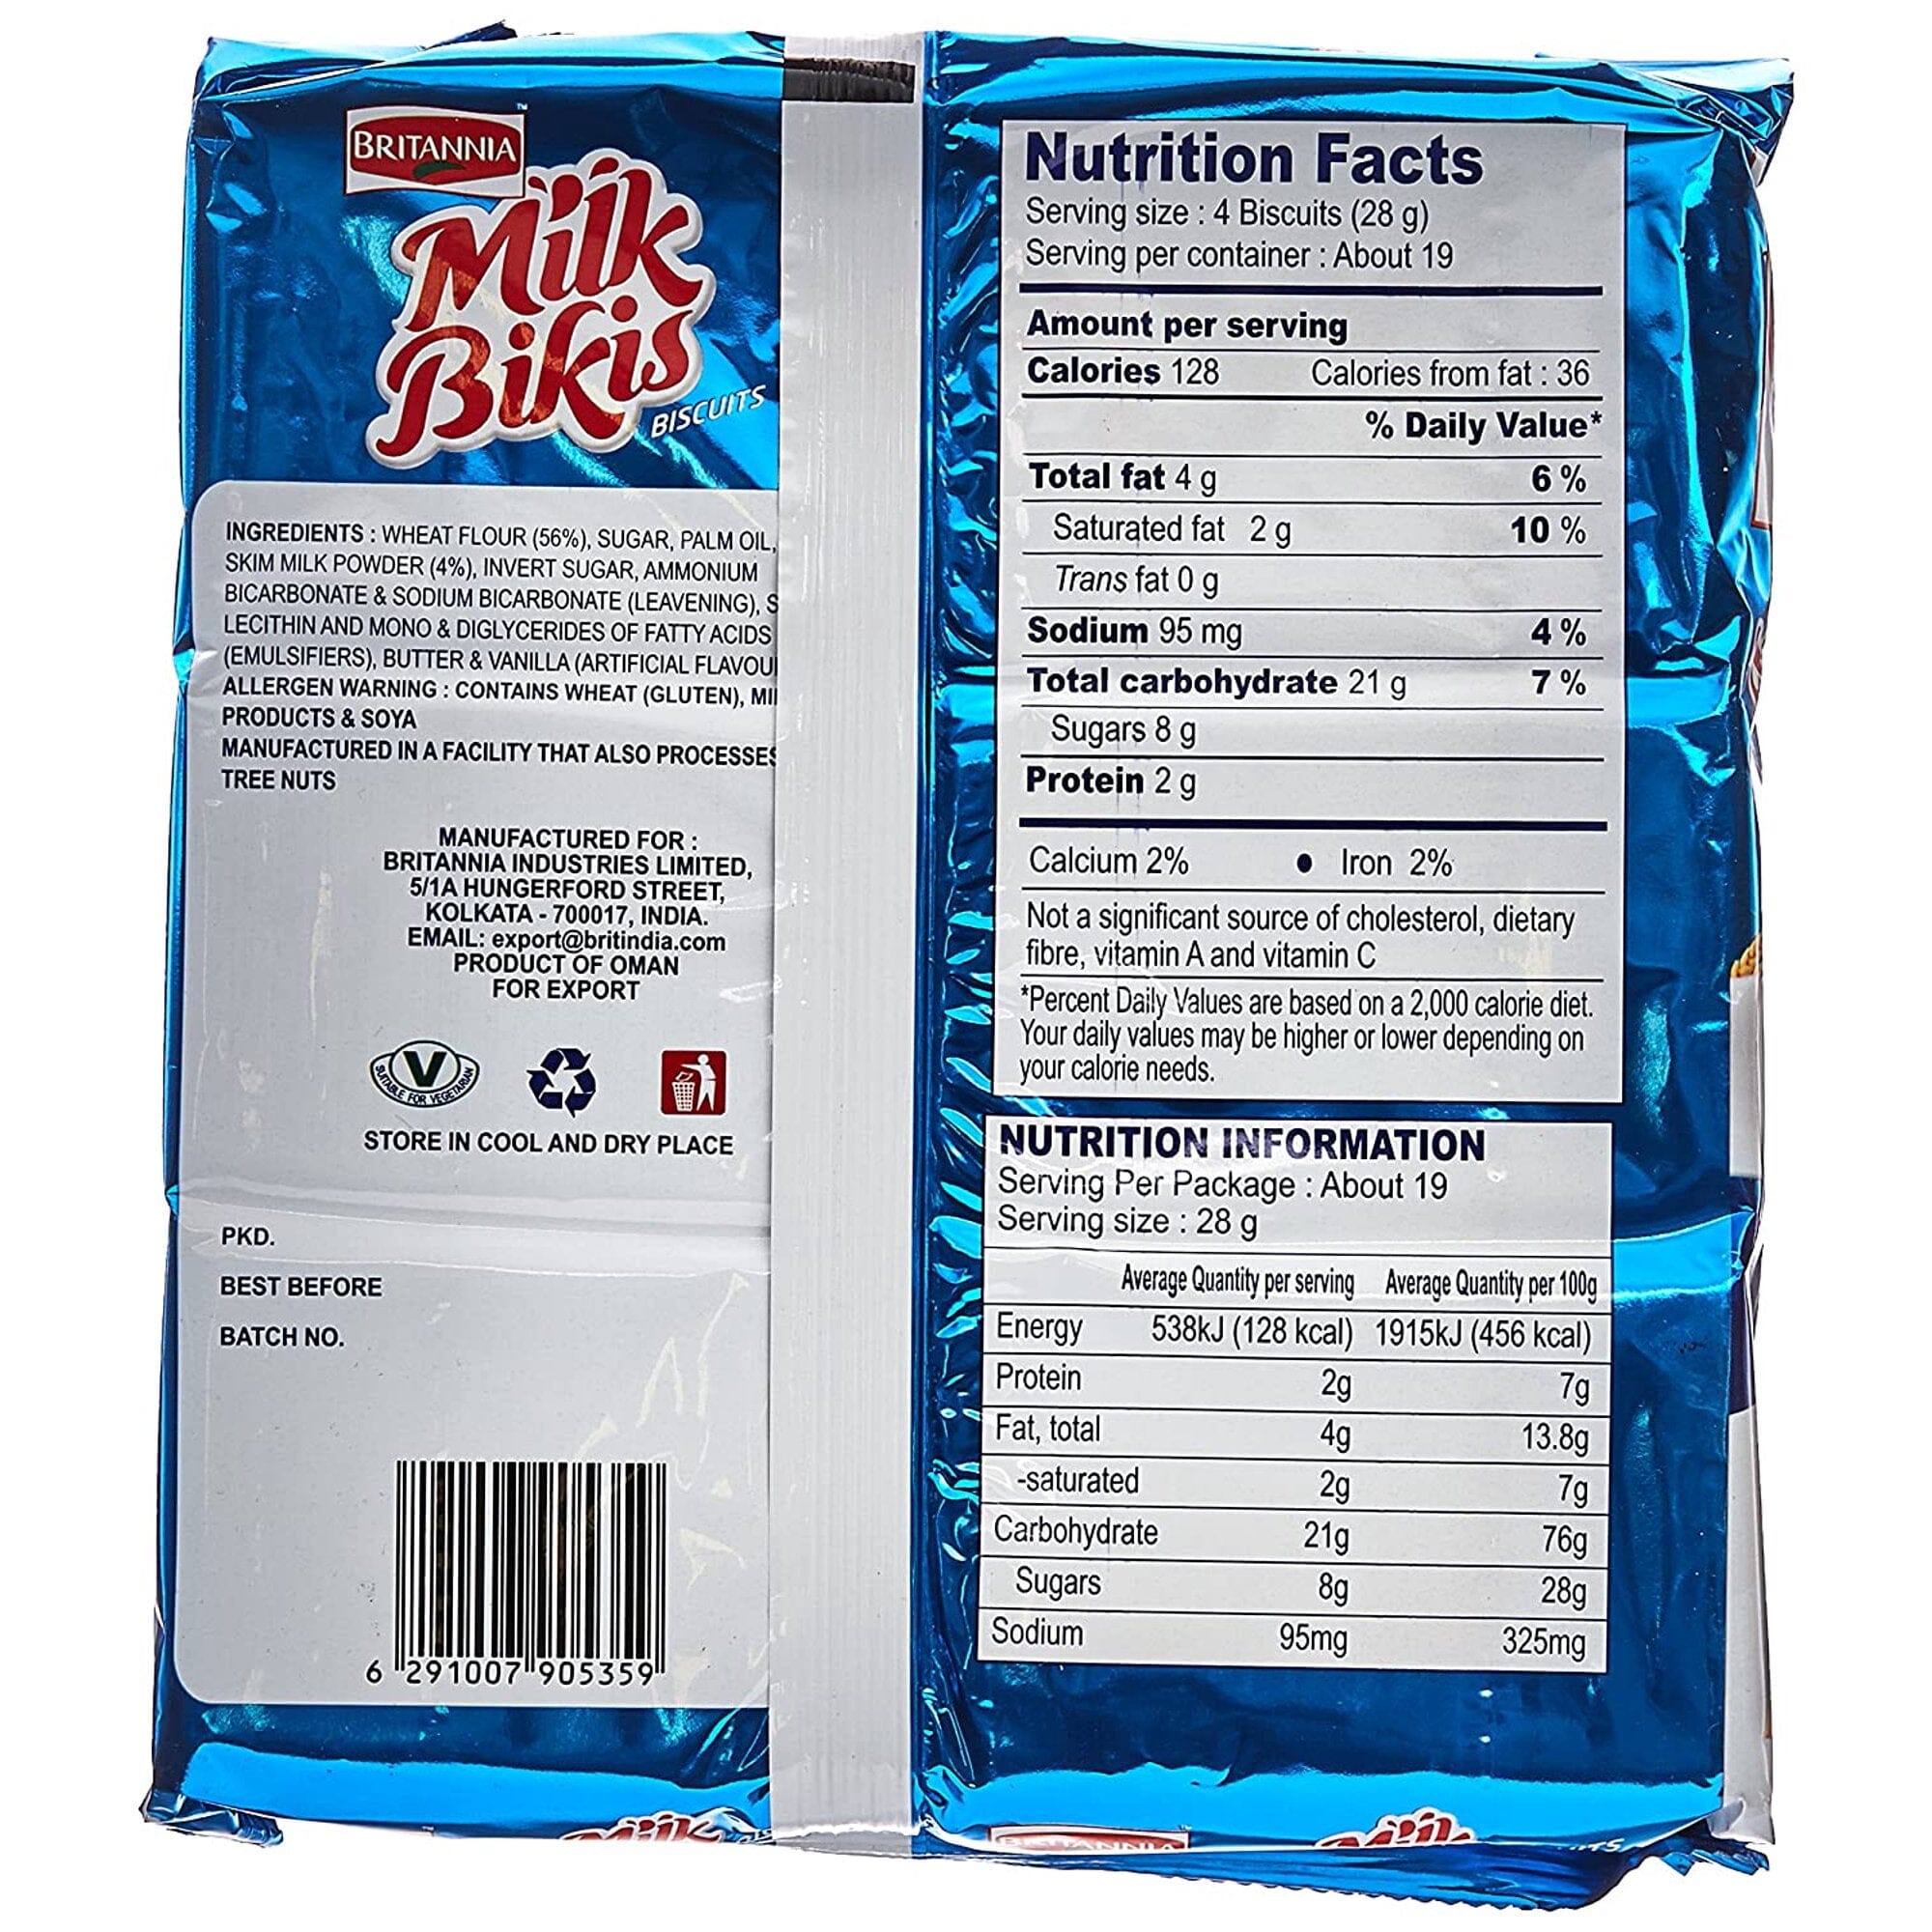 BRITANNIA
TM
Milk
Bikis
BISCUITS
INGREDIENTS : WHEAT FLOUR (56%), SUGAR, PALM OIL,
SKIM MILK POWDER (4%), INVERT SUGAR, AMMONIUM
BICARBONATE & SODIUM BICARBONATE (LEAVENING), S
LECITHIN AND MONO & DIGLYCERIDES OF FATTY ACIDS
(EMULSIFIERS), BUTTER & VANILLA (ARTIFICIAL FLAVOU
ALLERGEN WARNING : CONTAINS WHEAT (GLUTEN), MI
PRODUCTS & SOYA
MANUFACTURED IN A FACILITY THAT ALSO PROCESSES
TREE NUTS
MANUFACTURED FOR :
BRITANNIA INDUSTRIES LIMITED,
5/1A HUNGERFORD STREET,
KOLKATA - 700017, INDIA.
EMAIL: export@britindia.com
PRODUCT OF OMAN
FOR EXPORT
V
SUITABLE FOR VEGETARIAN
STORE IN COOL AND DRY PLACE
PKD.
BEST BEFORE
BATCH NO.
6 291007 905359
Nutrition Facts
Serving size : 4 Biscuits (28 g)
Serving per container : About 19
Amount per serving
Calories 128 Calories from fat : 36
% Daily Value*
Total fat 4 g 6 %
Saturated fat 2 g 10 %
Trans fat 0 g
Sodium 95 mg 4 %
Total carbohydrate 21 g 7 %
Sugars 8 g
Protein 2 g
Calcium 2% • Iron 2%
Not a significant source of cholesterol, dietary
fibre, vitamin A and vitamin C
*Percent Daily Values are based on a 2,000 calorie diet.
Your daily values may be higher or lower depending on
your calorie needs.
NUTRITION INFORMATION
Serving Per Package : About 19
Serving size : 28 g
Average Quantity per serving Average Quantity per 100g
Energy 538kJ (128 kcal) 1915kJ (456 kcal)
Protein 2g 7g
Fat, total 4g 13.8g
-saturated 2g 7g
Carbohydrate 21g 76g
Sugars 8g 28g
Sodium 95mg 325mg
Milk
BRITANNIA
Milk